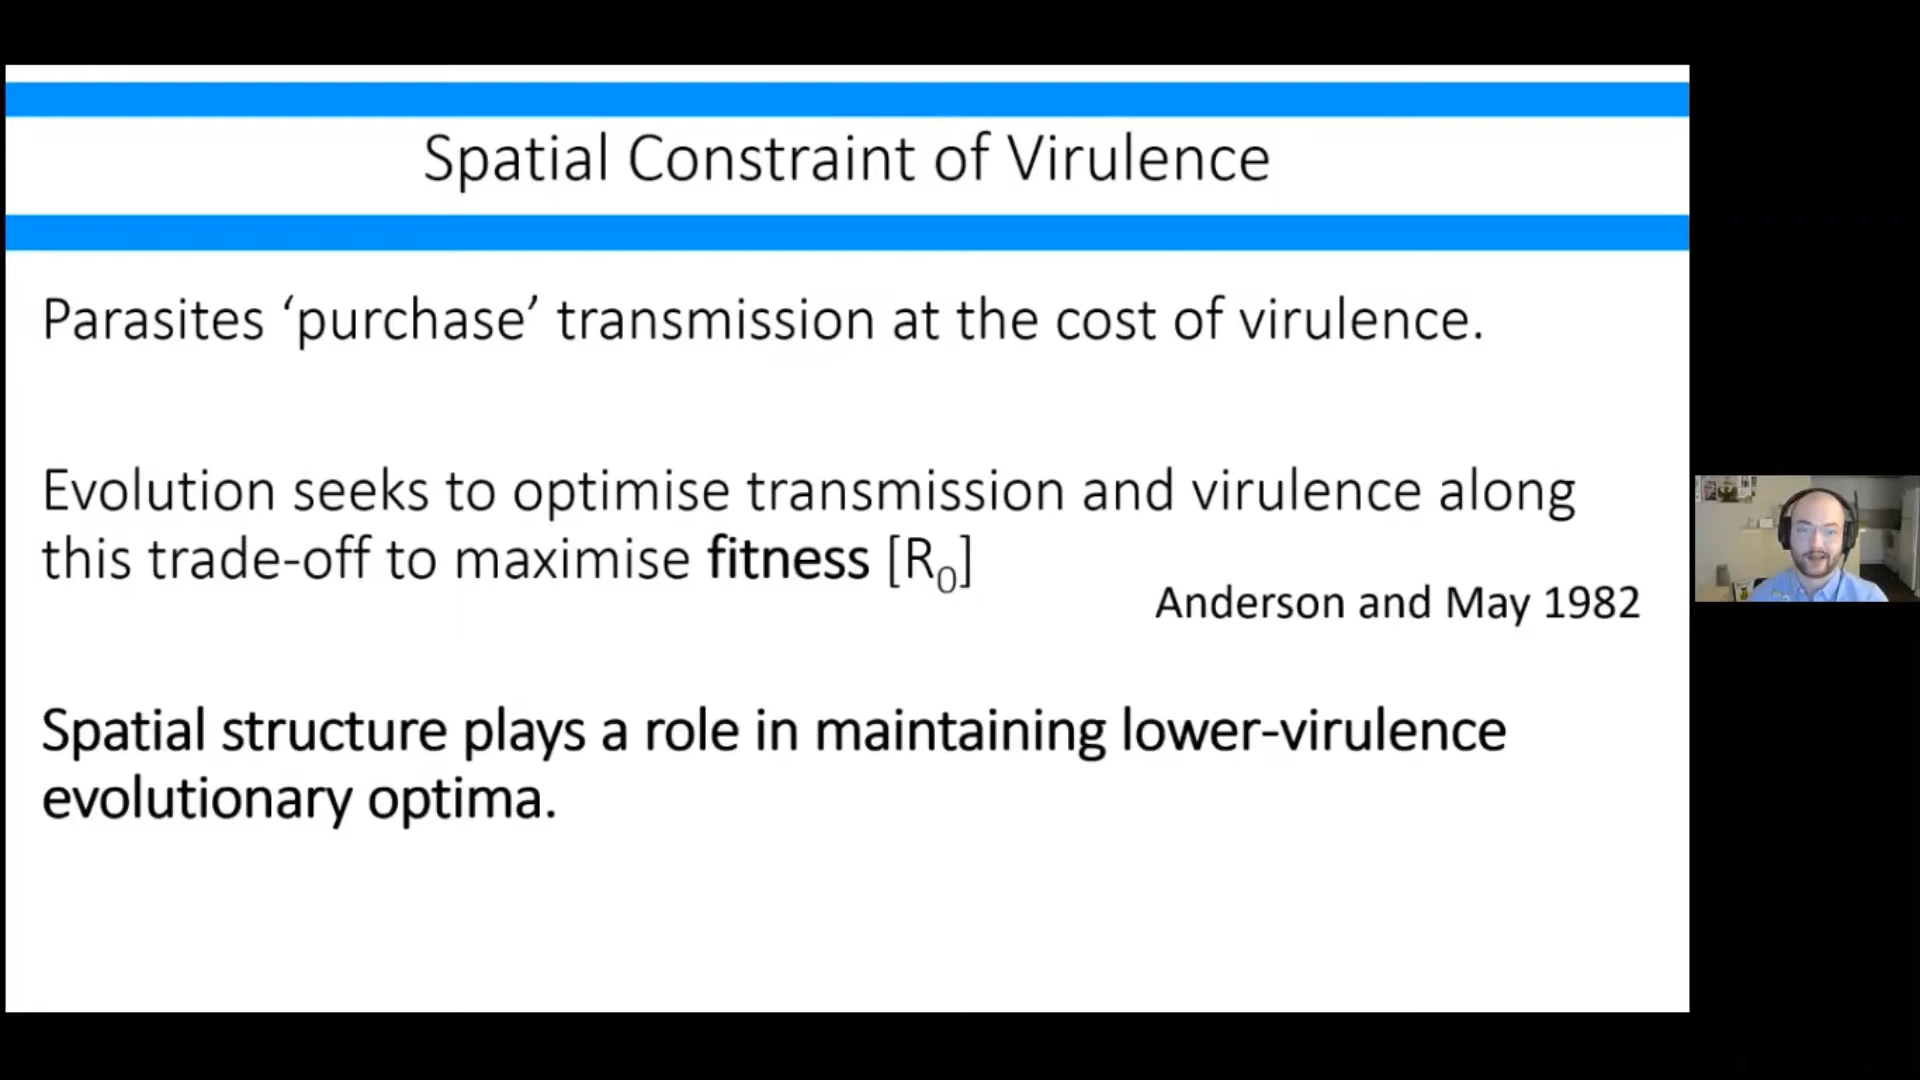 Spatial Constraint of Virulence
Parasites ‘purchase’ transmission at the cost of virulence.
Evolution seeks to optimise transmission and virulence along
this trade-off to maximise fitness [R₀]
Anderson and May 1982
Spatial structure plays a role in maintaining lower-virulence
evolutionary optima.